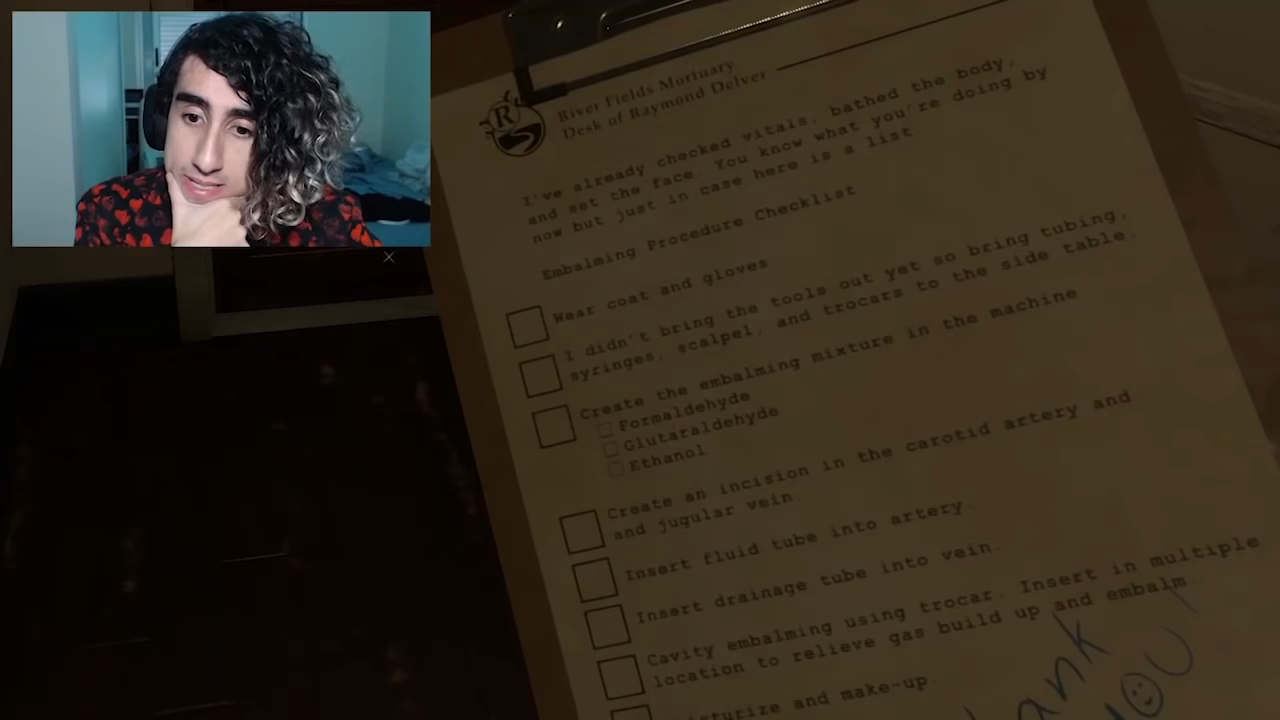 River Fields Mortuary
Desk of Raymond Delver
I've already checked vitals, bathed the body,
and set the face. You know what you're doing by
now but just in case here is a list
Embalming Procedure Checklist
Wear coat and gloves
I didn't bring the tools out yet so bring tubing,
syringes, scalpel, and trocars to the side table.
Create the embalming mixture in the machine
Formaldehyde
Glutaraldehyde
Ethanol
Create an incision in the carotid artery and
and jugular vein.
Insert fluid tube into artery.
Insert drainage tube into vein.
Cavity embalming using trocar. Insert in multiple
location to relieve gas build up and embalm
and make-up.